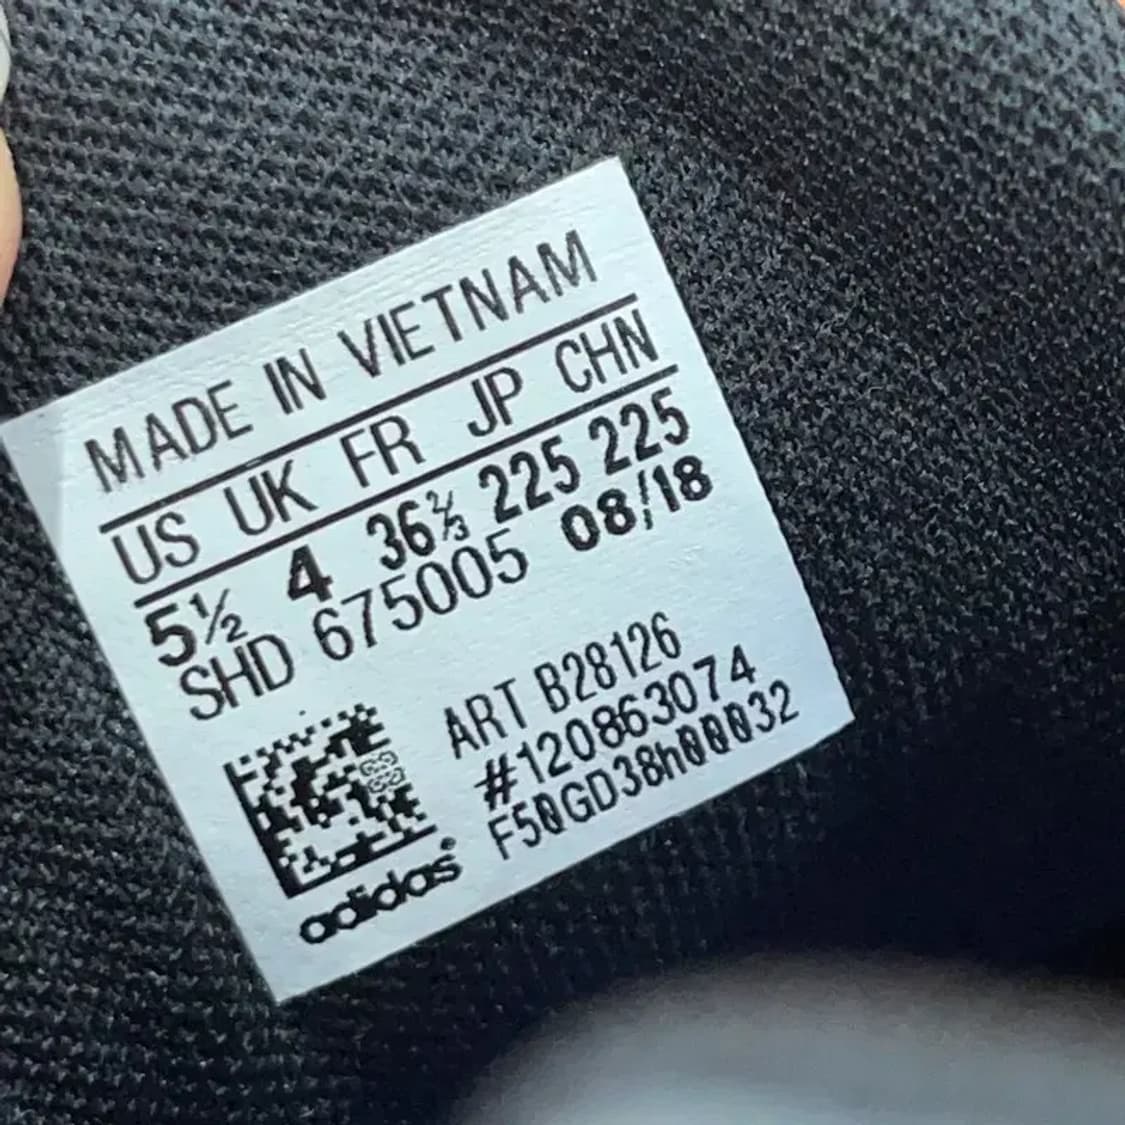 MADE IN VIETNAM
US UK FR JP CHN
5½ 4 36⅔ 225 225
SHD 675005 08/18
ART B28126
#120863074
F50GD38h00032
adidas®